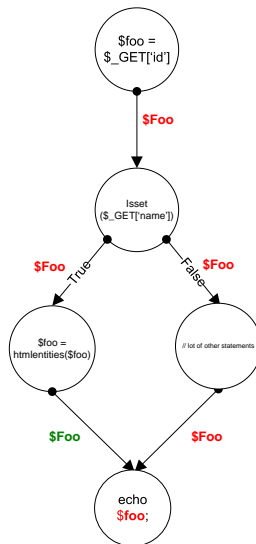 $foo =
$_GET[‘id’]
$Foo
Isset
($_GET[‘name’])
$Foo
True
False
$Foo
$foo =
htmlentities($foo)
// lot of other statements
$Foo
$Foo
echo
$foo;